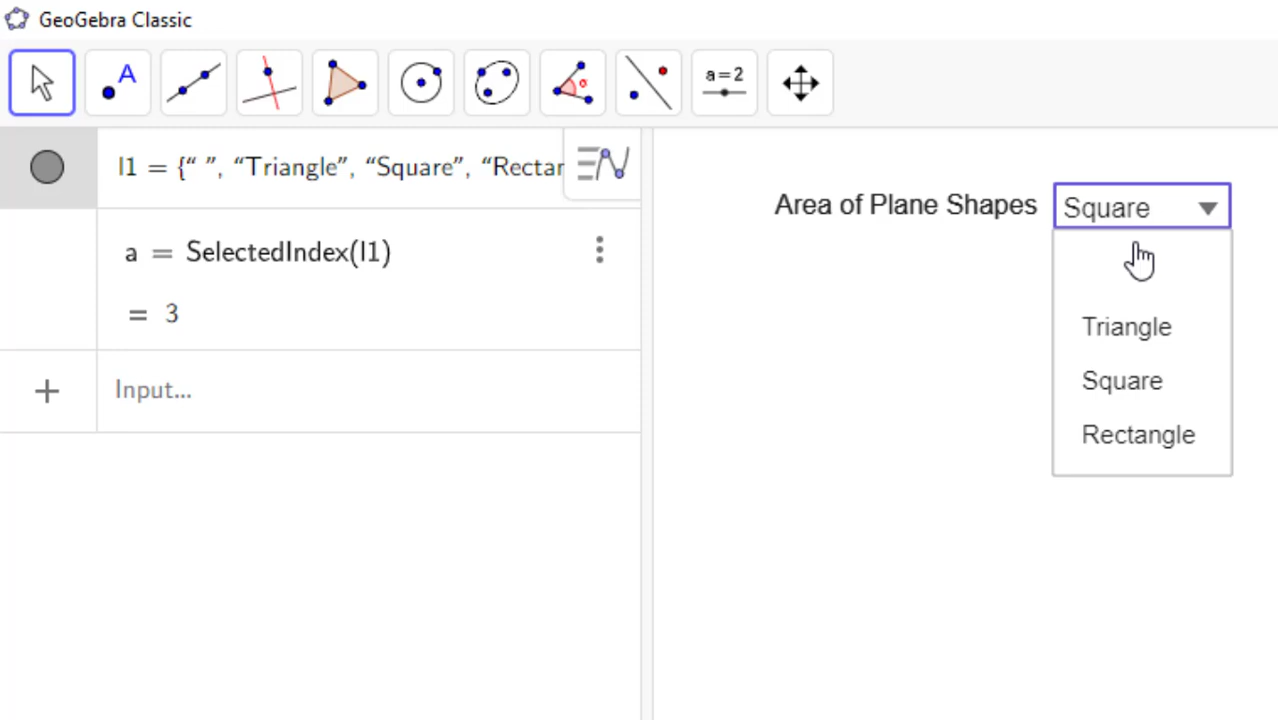 GeoGebra Classic
A
a=2
l1 = {“ ”, “Triangle”, “Square”, “Rectan
Area of Plane Shapes
Square
a = SelectedIndex(l1)
= 3
Triangle
Square
Rectangle
+ Input...